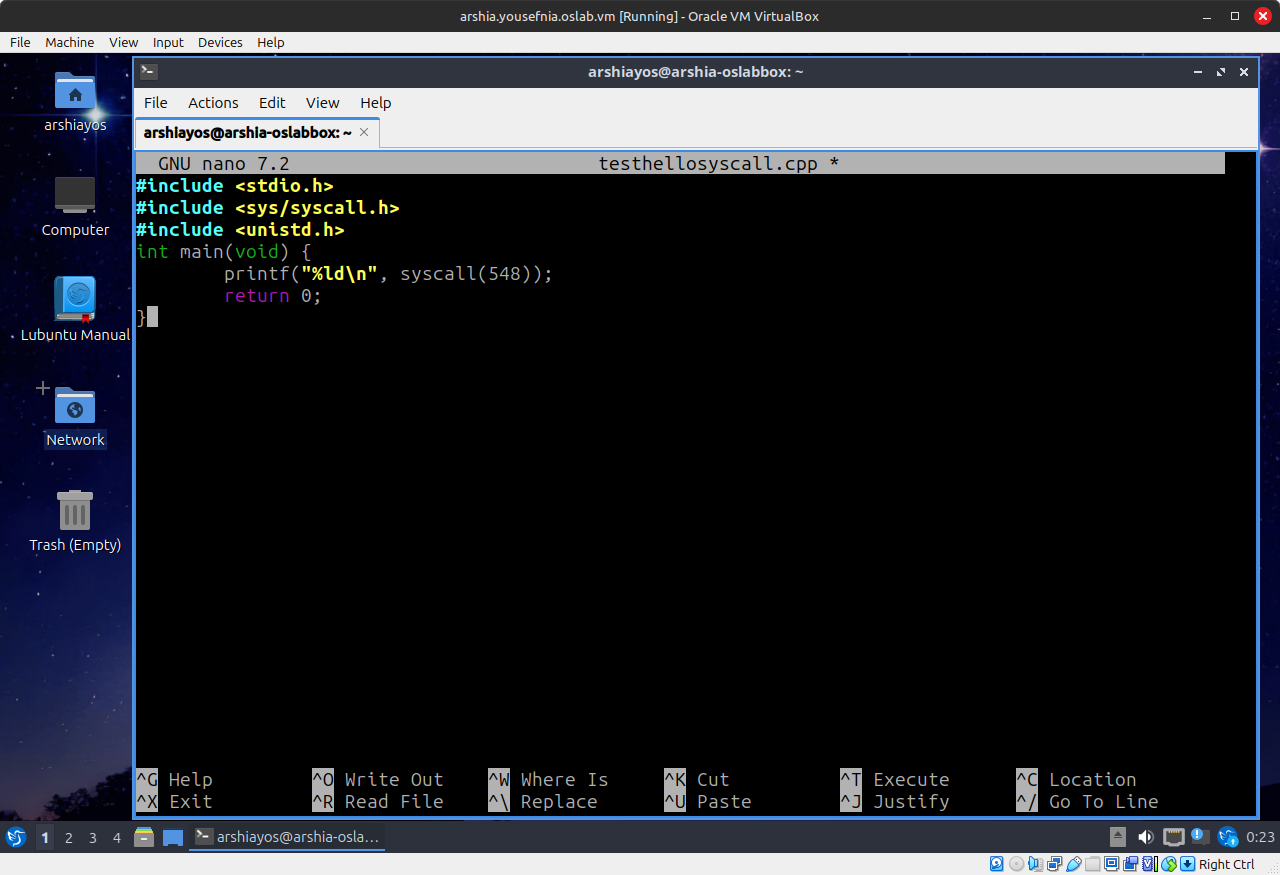 arshia.yousefnia.oslab.vm [Running] - Oracle VM VirtualBox
File Machine View Input Devices Help
arshiayos@arshia-oslabbox: ~
File Actions Edit View Help
arshiayos@arshia-oslabbox: ~
GNU nano 7.2 testhellosyscall.cpp *
#include <stdio.h>
#include <sys/syscall.h>
#include <unistd.h>
int main(void) {
        printf("%ld\n", syscall(548));
        return 0;
}
arshiayos
Computer
Lubuntu Manual
Network
Trash (Empty)
^G Help ^O Write Out ^W Where Is ^K Cut ^T Execute ^C Location
^X Exit ^R Read File ^\ Replace ^U Paste ^J Justify ^/ Go To Line
1 2 3 4 arshiayos@arshia-osla... 0:23
Right Ctrl